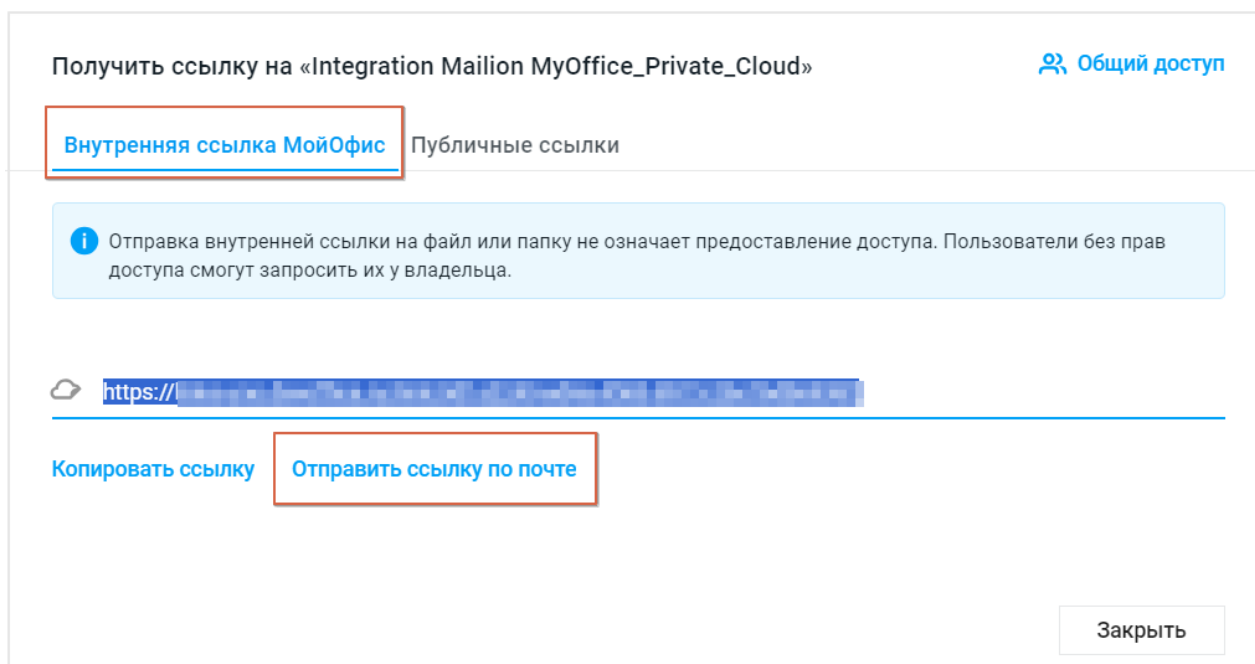 Получить ссылку на «Integration Mailion MyOffice_Private_Cloud»
Общий доступ
Внутренняя ссылка МойОфис
Публичные ссылки
Отправка внутренней ссылки на файл или папку не означает предоставление доступа. Пользователи без прав
доступа смогут запросить их у владельца.
https://
Копировать ссылку
Отправить ссылку по почте
Закрыть